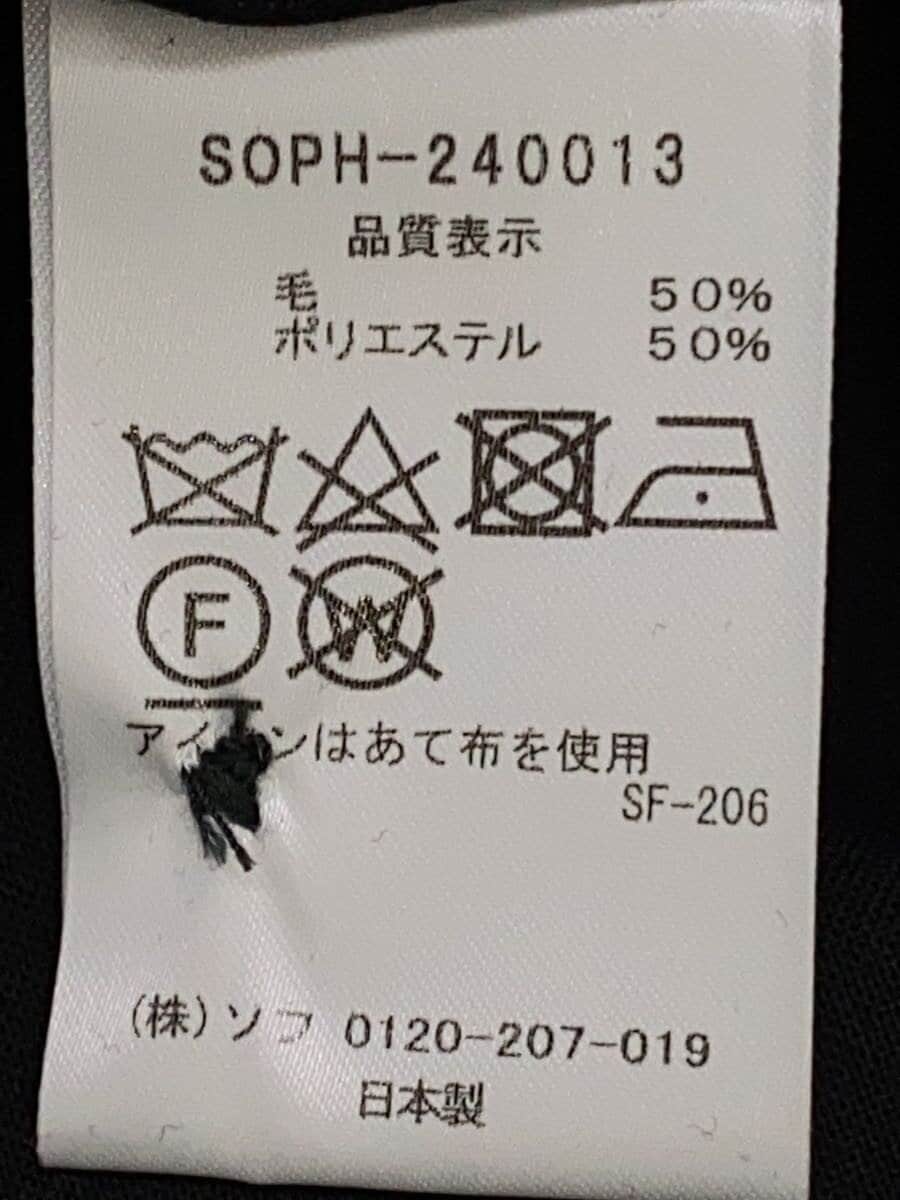 SOPH-240013
品質表示
毛 50%
ポリエステル 50%
F
W
アイロンはあて布を使用
SF-206
(株)ソフ 0120-207-019
日本製